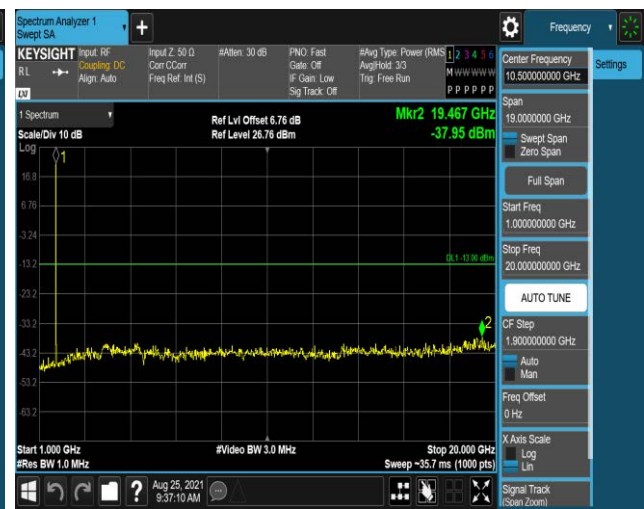 Spectrum Analyzer 1
Swept SA
Frequency
KEYSIGHT
RL
LXI
Input: RF
Coupling: DC
Align: Auto
Input Z: 50 Ω
Corr CCorr
Freq Ref: Int (S)
#Atten: 30 dB
PNO: Fast
Gate: Off
IF Gain: Low
Sig Track: Off
#Avg Type: Power (RMS
Avg|Hold: 3/3
Trig: Free Run
1 2 3 4 5 6
M W W W W W
P P P P P P
Center Frequency
10.500000000 GHz
Settings
Span
19.0000000 GHz
Swept Span
Zero Span
Full Span
Start Freq
1.000000000 GHz
Stop Freq
20.000000000 GHz
AUTO TUNE
CF Step
1.900000000 GHz
Auto
Man
Freq Offset
0 Hz
X Axis Scale
Log
Lin
Signal Track
(Span Zoom)
1 Spectrum
Scale/Div 10 dB
Log
Ref Lvl Offset 6.76 dB
Ref Level 26.76 dBm
Mkr2 19.467 GHz
-37.95 dBm
1
16.8
6.76
-3.24
-13.2
DL1 -13.00 dBm
-23.2
-33.2
2
-43.2
-53.2
-63.2
Start 1.000 GHz
#Res BW 1.0 MHz
#Video BW 3.0 MHz
Stop 20.000 GHz
Sweep ~35.7 ms (1000 pts)
?
Aug 25, 2021
9:37:10 AM